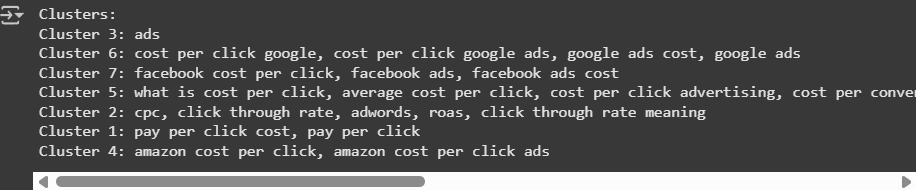 Clusters:
Cluster 3: ads
Cluster 6: cost per click google, cost per click google ads, google ads cost, google ads
Cluster 7: facebook cost per click, facebook ads, facebook ads cost
Cluster 5: what is cost per click, average cost per click, cost per click advertising, cost per
Cluster 2: cpc, click through rate, adwords, roas, click through rate meaning
Cluster 1: pay per click cost, pay per click
Cluster 4: amazon cost per click, amazon cost per click ads